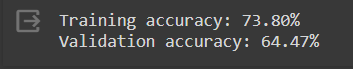 Training accuracy: 73.80%
Validation accuracy: 64.47%